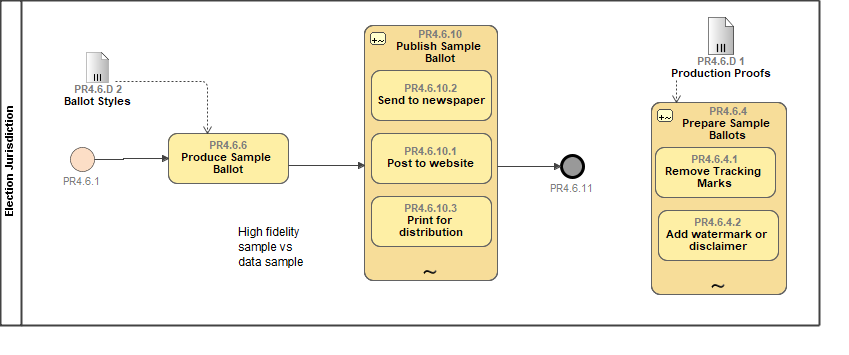 Election Jurisdiction
PR4.6.D 2
Ballot Styles
PR4.6.1
PR4.6.6
Produce Sample
Ballot
High fidelity
sample vs
data sample
PR4.6.10
Publish Sample
Ballot
PR4.6.10.2
Send to newspaper
PR4.6.10.1
Post to website
PR4.6.10.3
Print for
distribution
~
PR4.6.11
PR4.6.D 1
Production Proofs
PR4.6.4
Prepare Sample
Ballots
PR4.6.4.1
Remove Tracking
Marks
PR4.6.4.2
Add watermark or
disclaimer
~